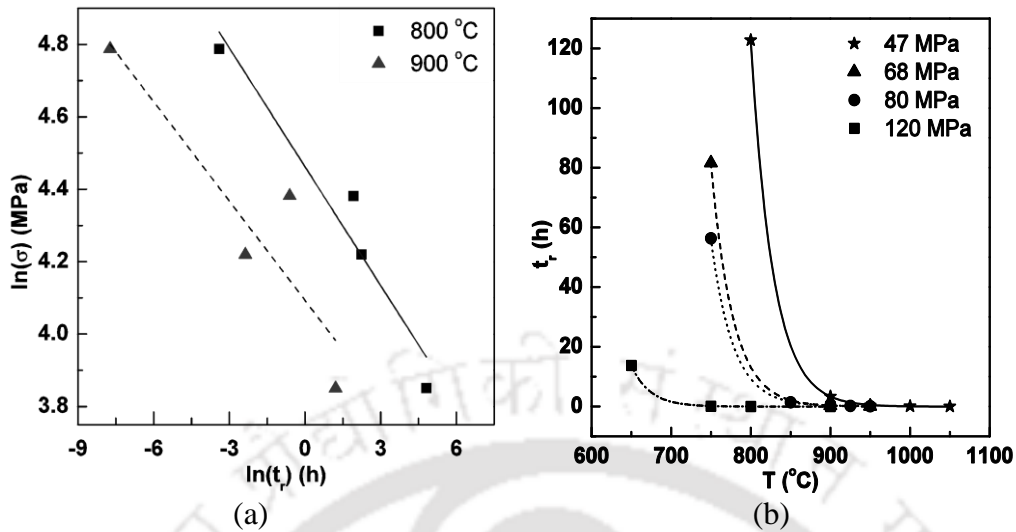 (a)
4.8
4.6
4.4
4.2
4.0
3.8
ln(σ) (MPa)
-9
-6
-3
0
3
6
ln(t_r) (h)
800 °C
900 °C
(b)
120
100
80
60
40
20
0
t_r (h)
600
700
800
900
1000
1100
T (°C)
47 MPa
68 MPa
80 MPa
120 MPa
(a)
(b)